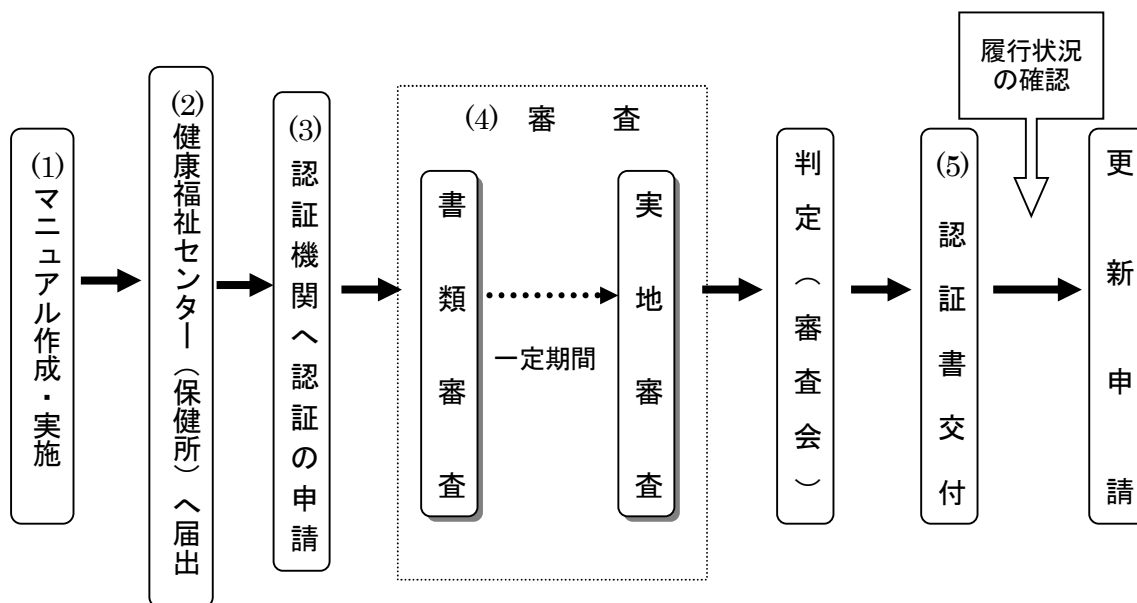 (1)マニュアル作成・実施
(2)健康福祉センター（保健所）へ届出
(3)認証機関へ認証の申請
(4) 審 査
書類審査
一定期間
実地審査
判定（審査会）
(5)認証書交付
履行状況
の確認
更新申請